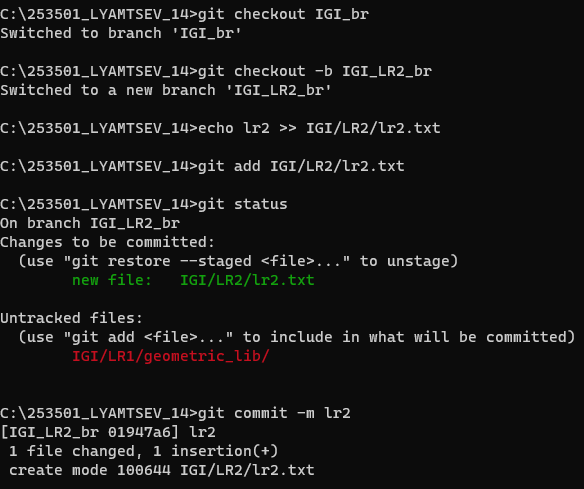 C:\253501_LYAMTSEV_14>git checkout IGI_br
Switched to branch 'IGI_br'
C:\253501_LYAMTSEV_14>git checkout -b IGI_LR2_br
Switched to a new branch 'IGI_LR2_br'
C:\253501_LYAMTSEV_14>echo lr2 >> IGI/LR2/lr2.txt
C:\253501_LYAMTSEV_14>git add IGI/LR2/lr2.txt
C:\253501_LYAMTSEV_14>git status
On branch IGI_LR2_br
Changes to be committed:
  (use "git restore --staged <file>..." to unstage)
        new file:   IGI/LR2/lr2.txt
Untracked files:
  (use "git add <file>..." to include in what will be committed)
        IGI/LR1/geometric_lib/
C:\253501_LYAMTSEV_14>git commit -m lr2
[IGI_LR2_br 01947a6] lr2
 1 file changed, 1 insertion(+)
 create mode 100644 IGI/LR2/lr2.txt